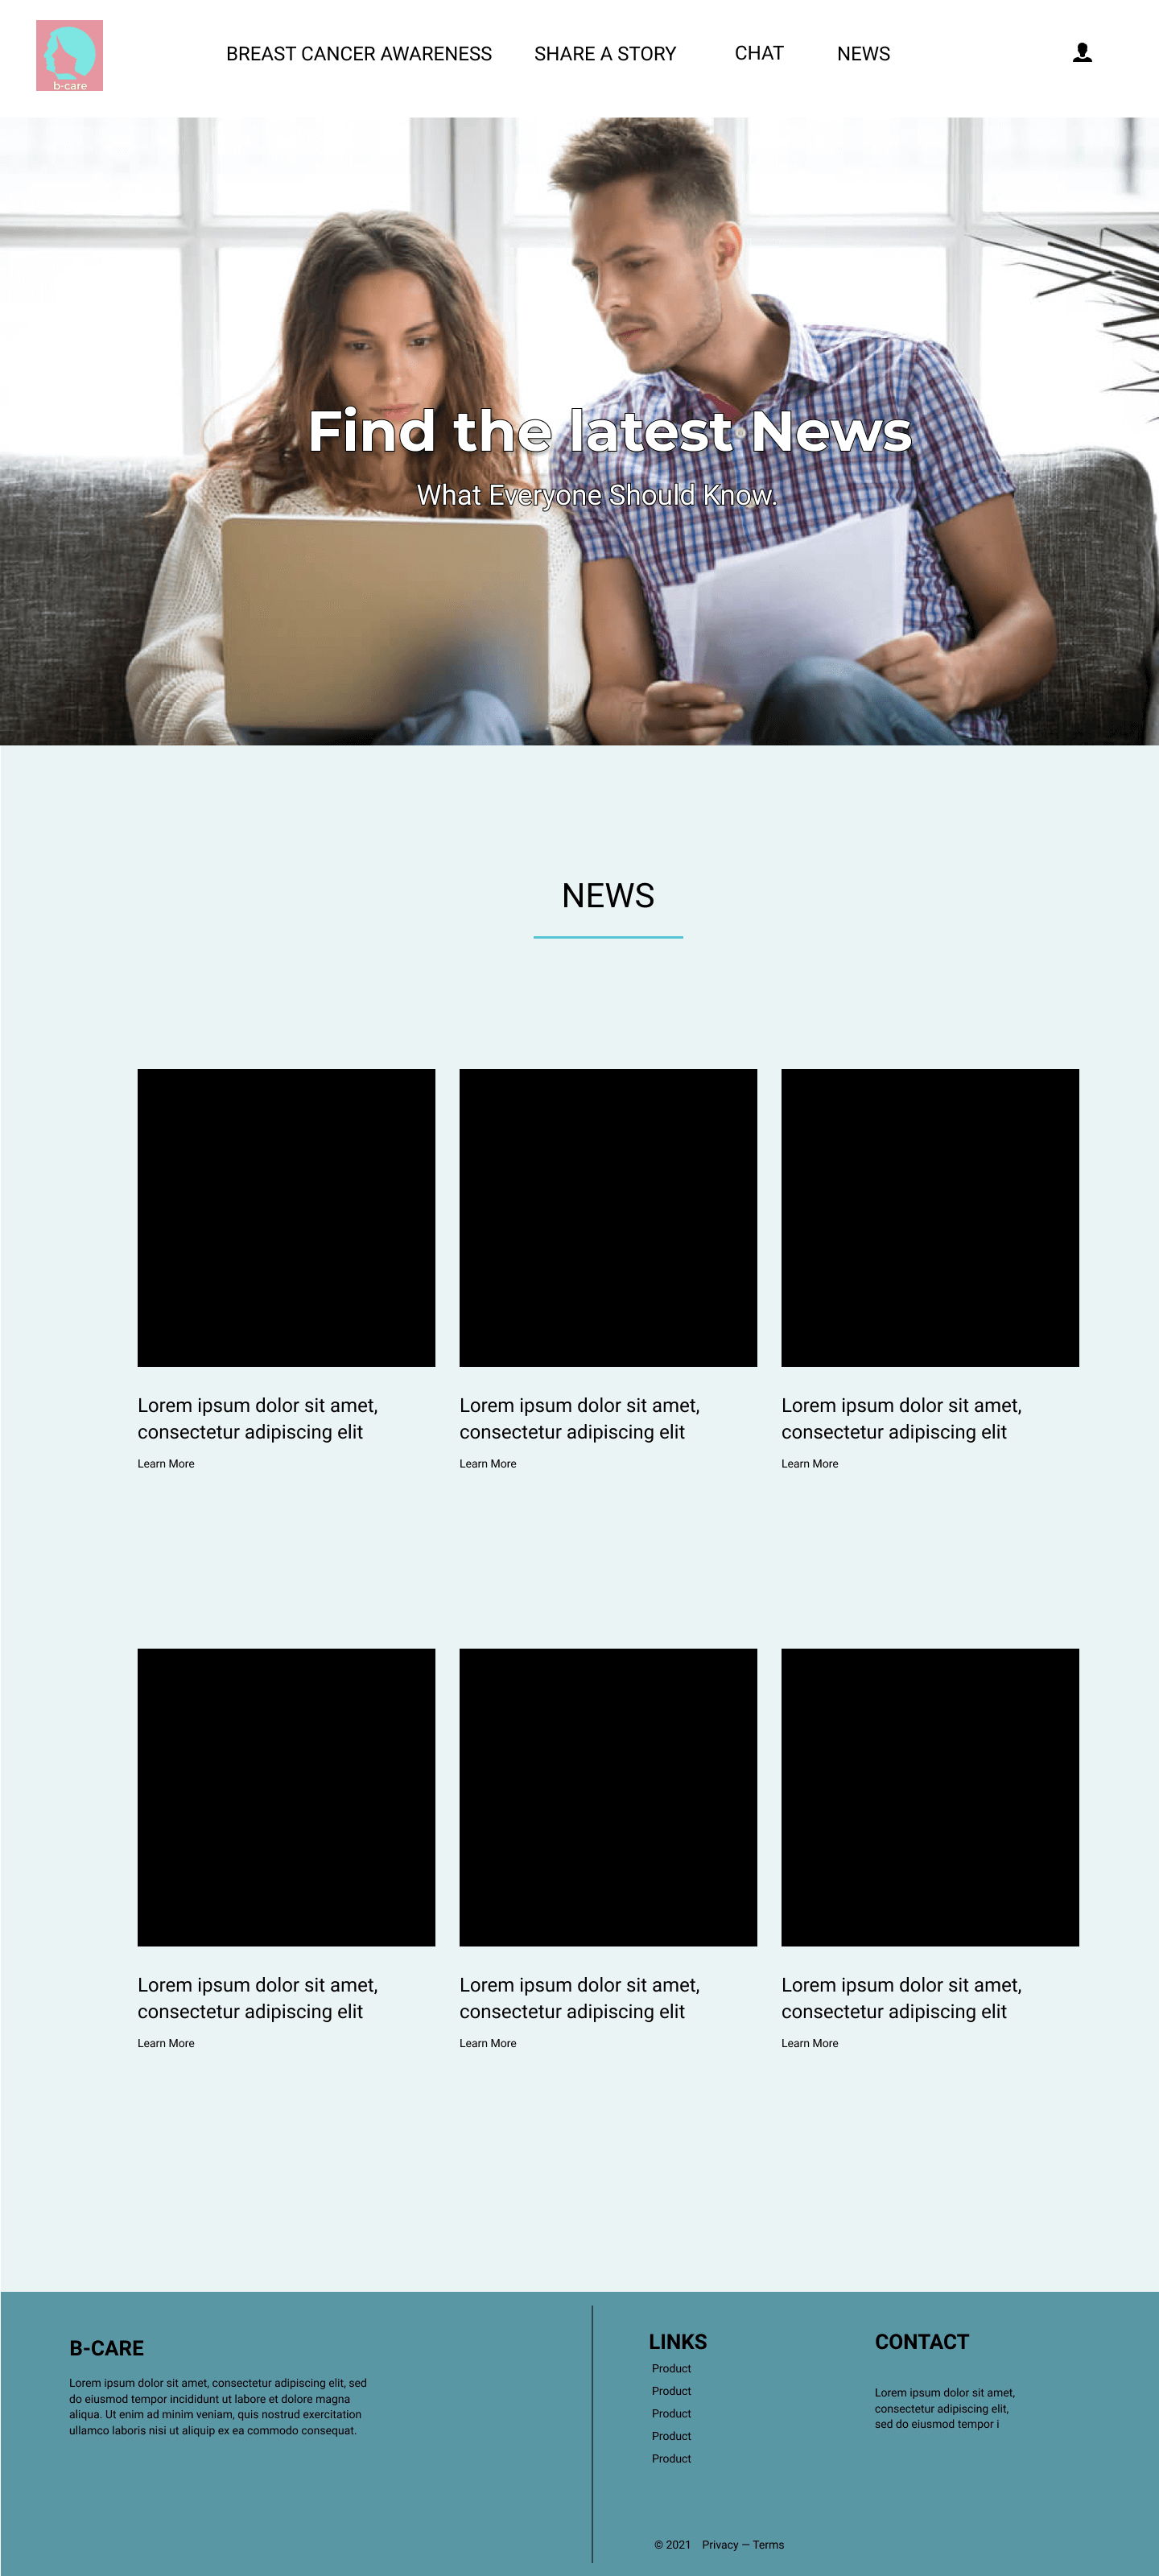 b-care
BREAST CANCER AWARENESS
SHARE A STORY
CHAT
NEWS
Find the latest News
What Everyone Should Know.
NEWS
Lorem ipsum dolor sit amet,
consectetur adipiscing elit
Learn More
Lorem ipsum dolor sit amet,
consectetur adipiscing elit
Learn More
Lorem ipsum dolor sit amet,
consectetur adipiscing elit
Learn More
Lorem ipsum dolor sit amet,
consectetur adipiscing elit
Learn More
Lorem ipsum dolor sit amet,
consectetur adipiscing elit
Learn More
Lorem ipsum dolor sit amet,
consectetur adipiscing elit
Learn More
B-CARE
Lorem ipsum dolor sit amet, consectetur adipiscing elit, sed
do eiusmod tempor incididunt ut labore et dolore magna
aliqua. Ut enim ad minim veniam, quis nostrud exercitation
ullamco laboris nisi ut aliquip ex ea commodo consequat.
LINKS
Product
Product
Product
Product
Product
CONTACT
Lorem ipsum dolor sit amet,
consectetur adipiscing elit,
sed do eiusmod tempor i
© 2021 Privacy — Terms